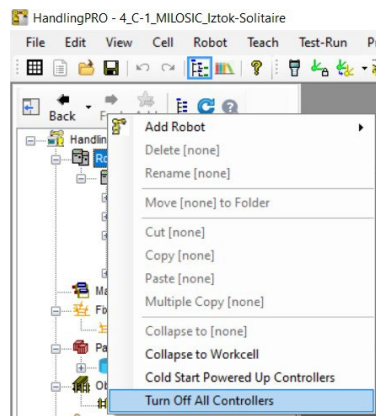 HandlingPRO - 4_C-1_MILOSIC_Iztok-Solitaire
File Edit View Cell Robot Teach Test-Run
Back
Handlin
Add Robot
Delete [none]
Rename [none]
Move [none] to Folder
Cut [none]
Copy [none]
Paste [none]
Multiple Copy [none]
Collapse to [none]
Collapse to Workcell
Cold Start Powered Up Controllers
Turn Off All Controllers